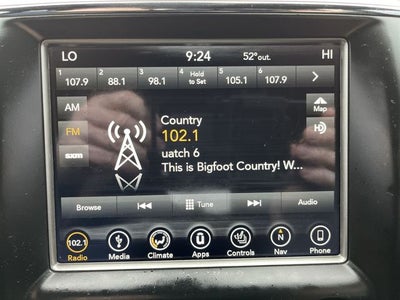 LO 9:24 52°out. HI
1 107.9 2 88.1 3 98.1 4 Hold to Set 5 105.1 6 107.9
AM
Map
FM
HD
sxm
Country
102.1
uatch 6
This is Bigfoot Country! W...
Browse Tune Audio
102.1 N
Radio Media Climate Apps Controls Nav Phone